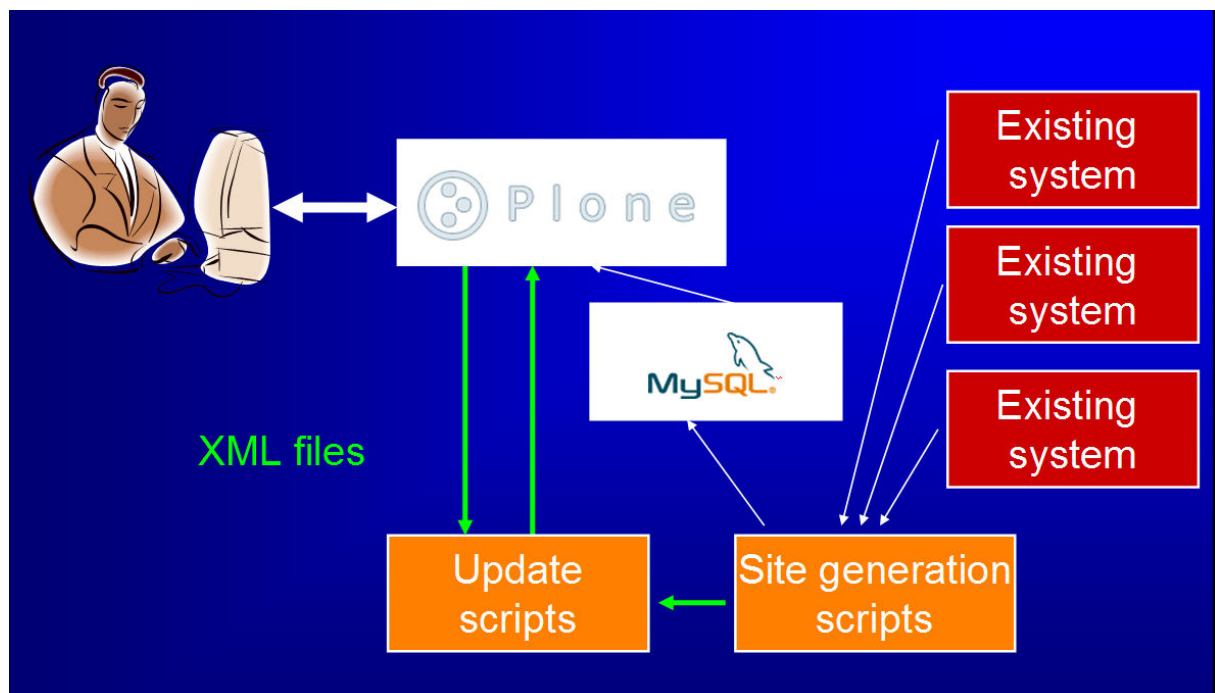 Existing
system
Plone
Existing
system
MySQL®
Existing
system
XML files
Update
scripts
Site generation
scripts